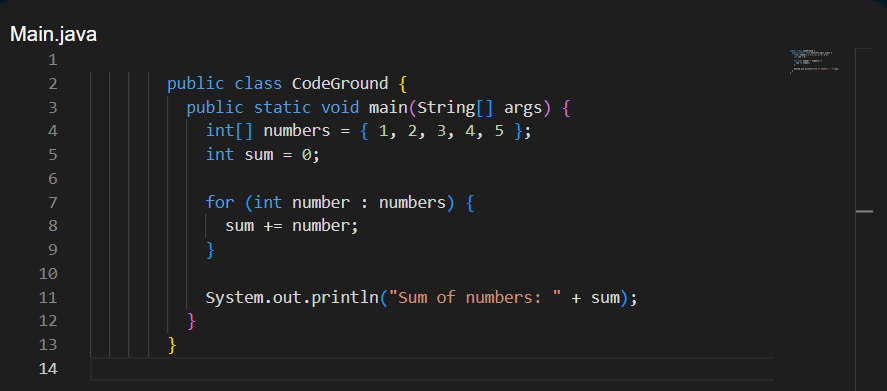 Main.java
1
2 public class CodeGround {
3 public static void main(String[] args) {
4 int[] numbers = { 1, 2, 3, 4, 5 };
5 int sum = 0;
6
7 for (int number : numbers) {
8 sum += number;
9 }
10
11 System.out.println("Sum of numbers: " + sum);
12 }
13 }
14